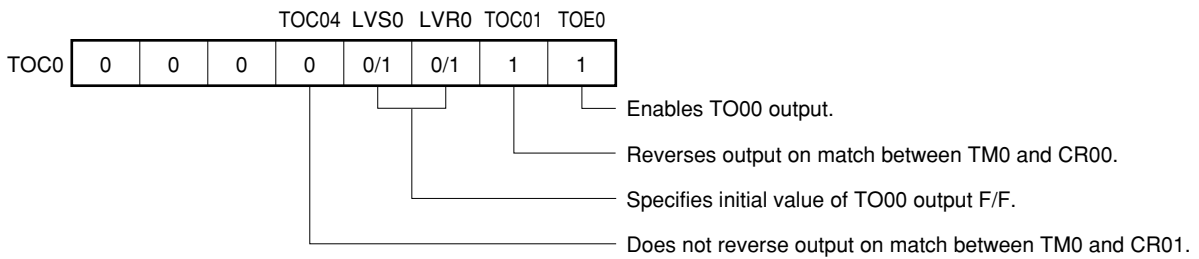 TOC04 LVS0 LVR0 TOC01 TOE0
TOC0 0 0 0 0 0/1 0/1 1 1
Enables TO00 output.
Reverses output on match between TM0 and CR00.
Specifies initial value of TO00 output F/F.
Does not reverse output on match between TM0 and CR01.